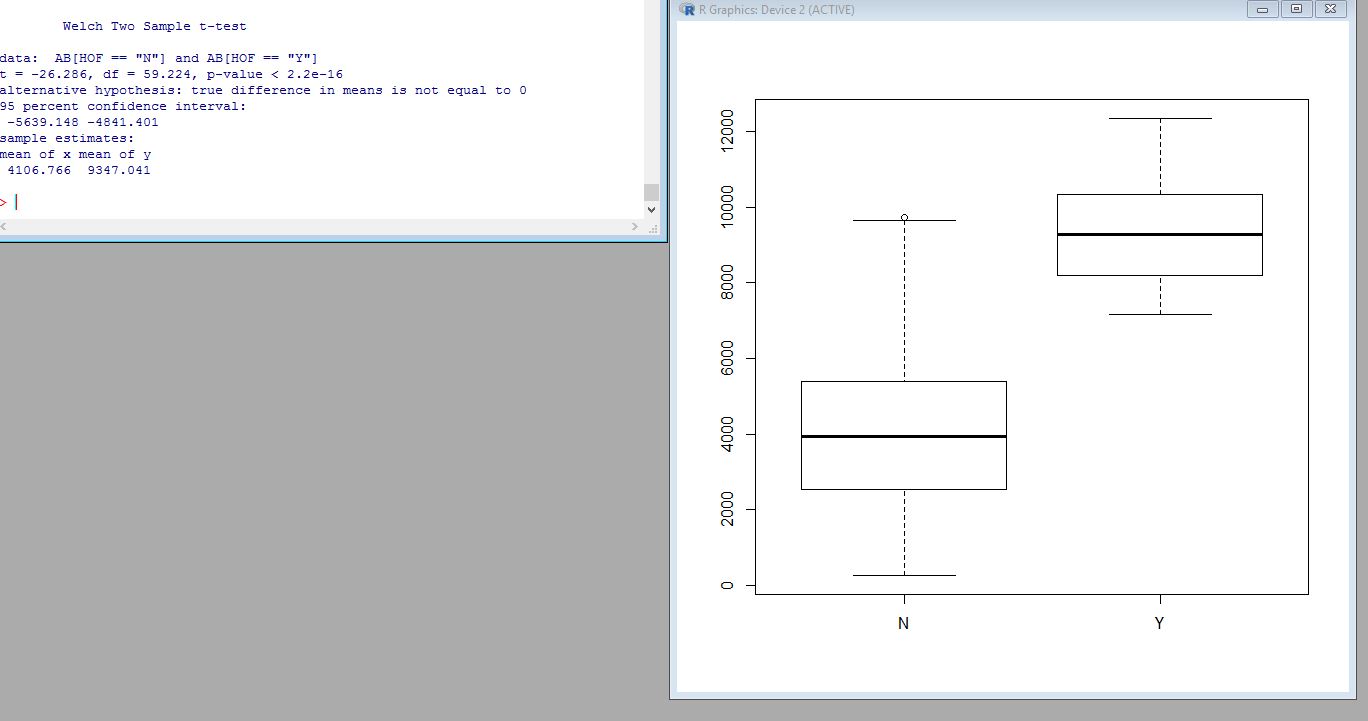 Welch Two Sample t-test
data:  AB[HOF == "N"] and AB[HOF == "Y"]
t = -26.286, df = 59.224, p-value < 2.2e-16
alternative hypothesis: true difference in means is not equal to 0
95 percent confidence interval:
-5639.148 -4841.401
sample estimates:
mean of x mean of y
4106.766  9347.041
>
R Graphics: Device 2 (ACTIVE)
12000
10000
8000
6000
4000
2000
0
N Y